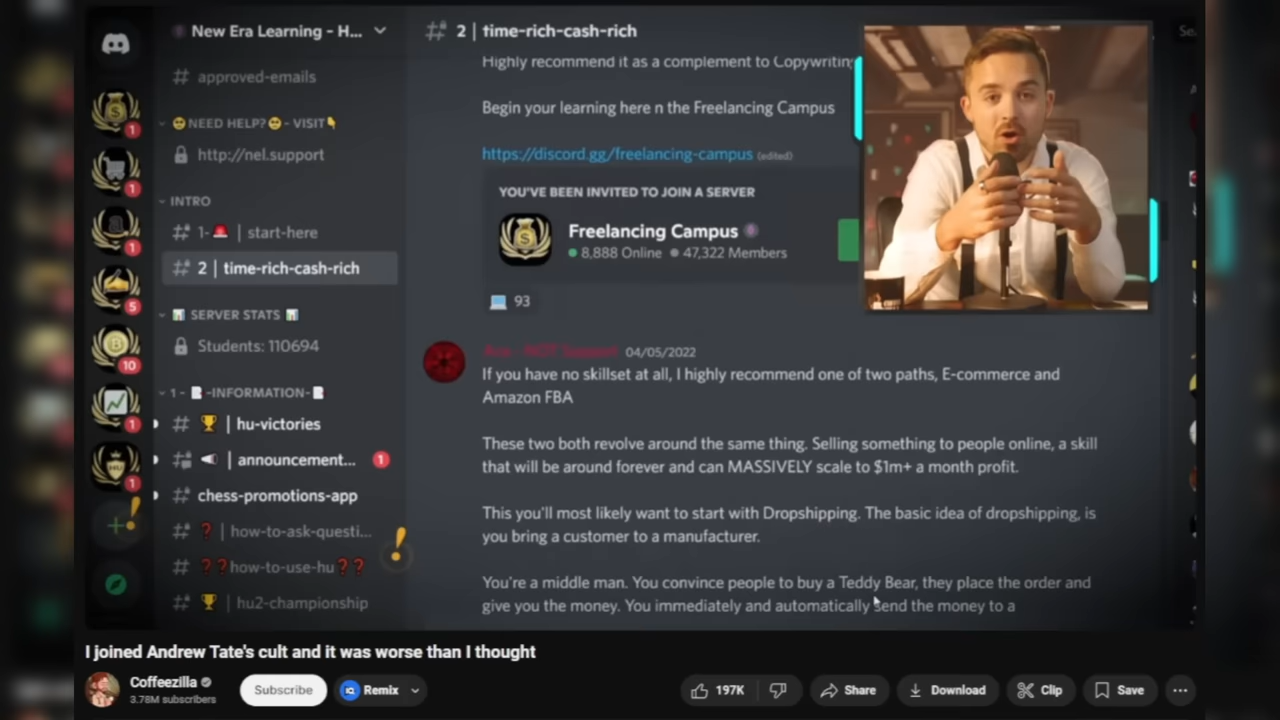 New Era Learning - H...
approved-emails
🥺NEED HELP?🥺- VISIT👇
http://nel.support
INTRO
1-🚨 | start-here
2 | time-rich-cash-rich
📊 SERVER STATS 📊
Students: 110694
1 - 📑-INFORMATION-📑
🏆 | hu-victories
📢 | announcement... 1
chess-promotions-app
❓ | how-to-ask-questi...
❓❓how-to-use-hu❓❓
🏆 | hu2-championship
1
1
1
5
10
1
HU
1
2 | time-rich-cash-rich
Highly recommend it as a complement to Copywriting
Begin your learning here n the Freelancing Campus
https://discord.gg/freelancing-campus (edited)
YOU'VE BEEN INVITED TO JOIN A SERVER
Freelancing Campus
8,888 Online 47,322 Members
93
04/05/2022
If you have no skillset at all, I highly recommend one of two paths, E-commerce and
Amazon FBA
These two both revolve around the same thing. Selling something to people online, a skill
that will be around forever and can MASSIVELY scale to $1m+ a month profit.
This you'll most likely want to start with Dropshipping. The basic idea of dropshipping, is
you bring a customer to a manufacturer.
You're a middle man. You convince people to buy a Teddy Bear, they place the order and
give you the money. You immediately and automatically send the money to a
I joined Andrew Tate's cult and it was worse than I thought
Coffeezilla
3.78M subscribers
Subscribe
Remix
197K
Share
Download
Clip
Save